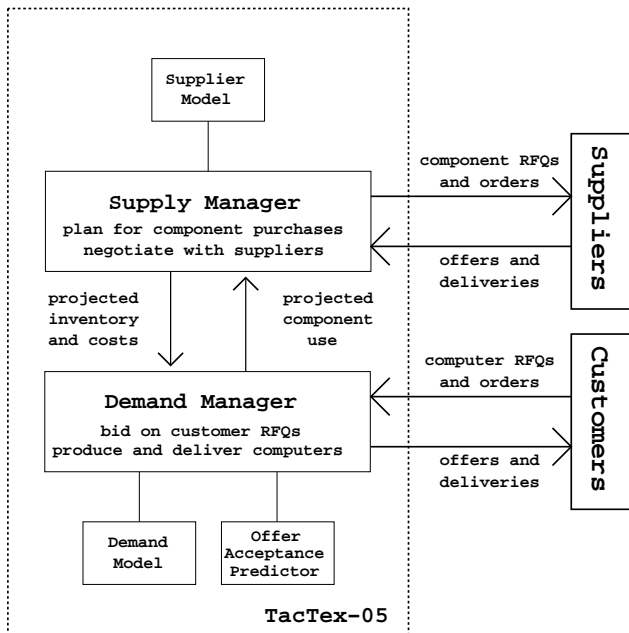 Supplier
Model
Supply Manager
plan for component purchases
negotiate with suppliers
component RFQs
and orders
offers and
deliveries
Suppliers
projected
inventory
and costs
projected
component
use
Demand Manager
bid on customer RFQs
produce and deliver computers
computer RFQs
and orders
offers and
deliveries
Customers
Demand
Model
Offer
Acceptance
Predictor
TacTex-05